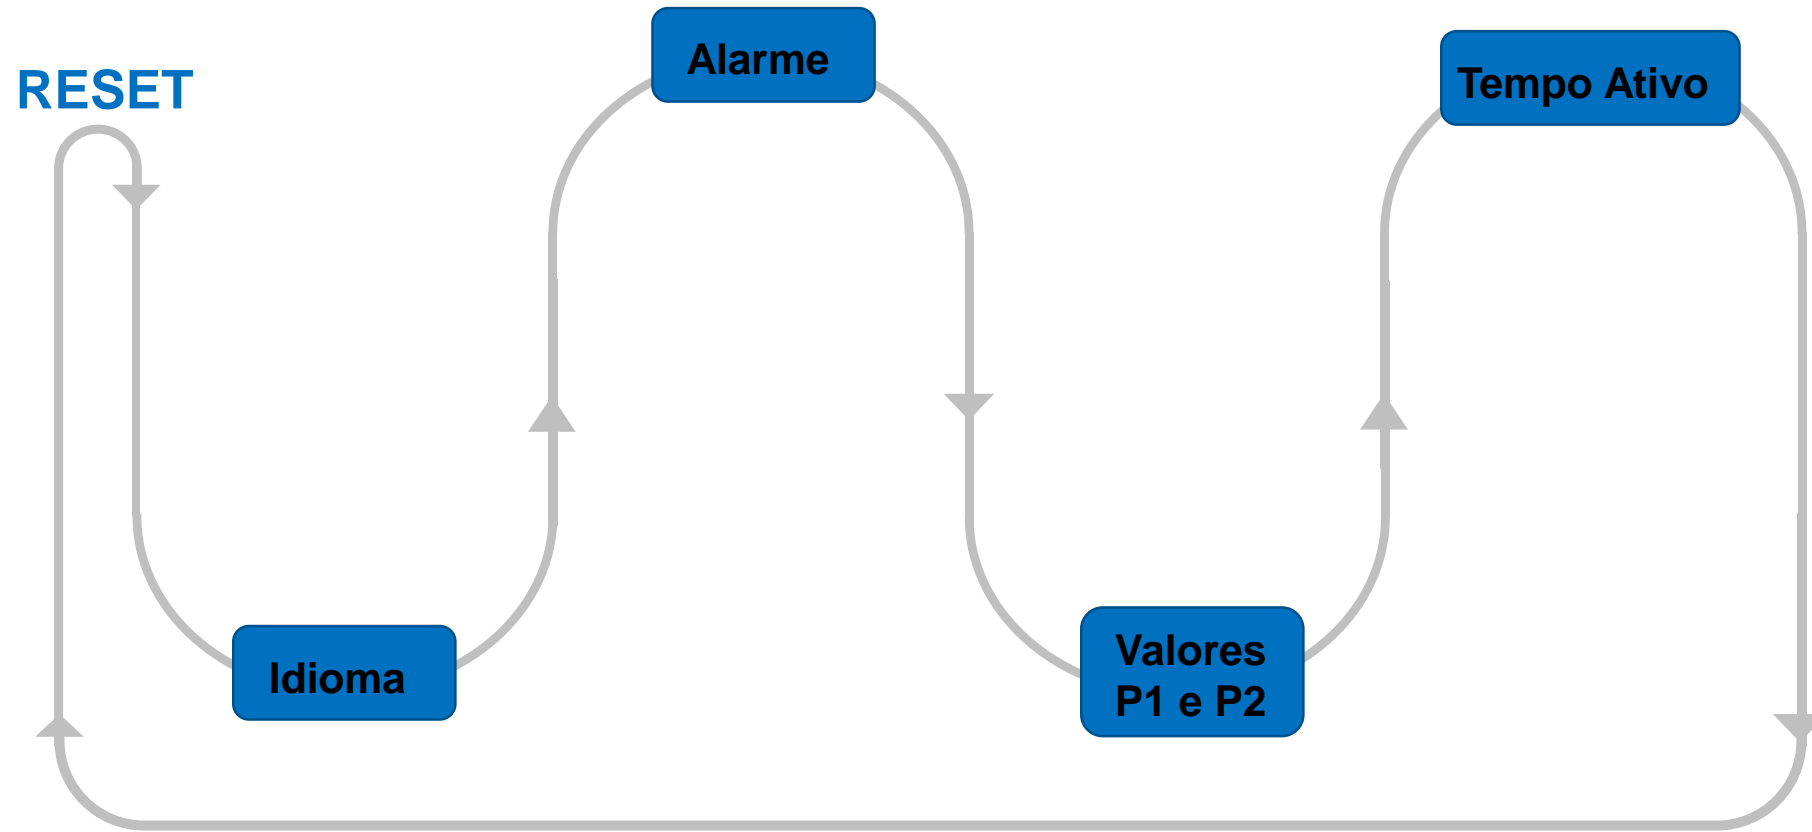 RESET
Alarme
Tempo Ativo
Idioma
Valores
P1 e P2